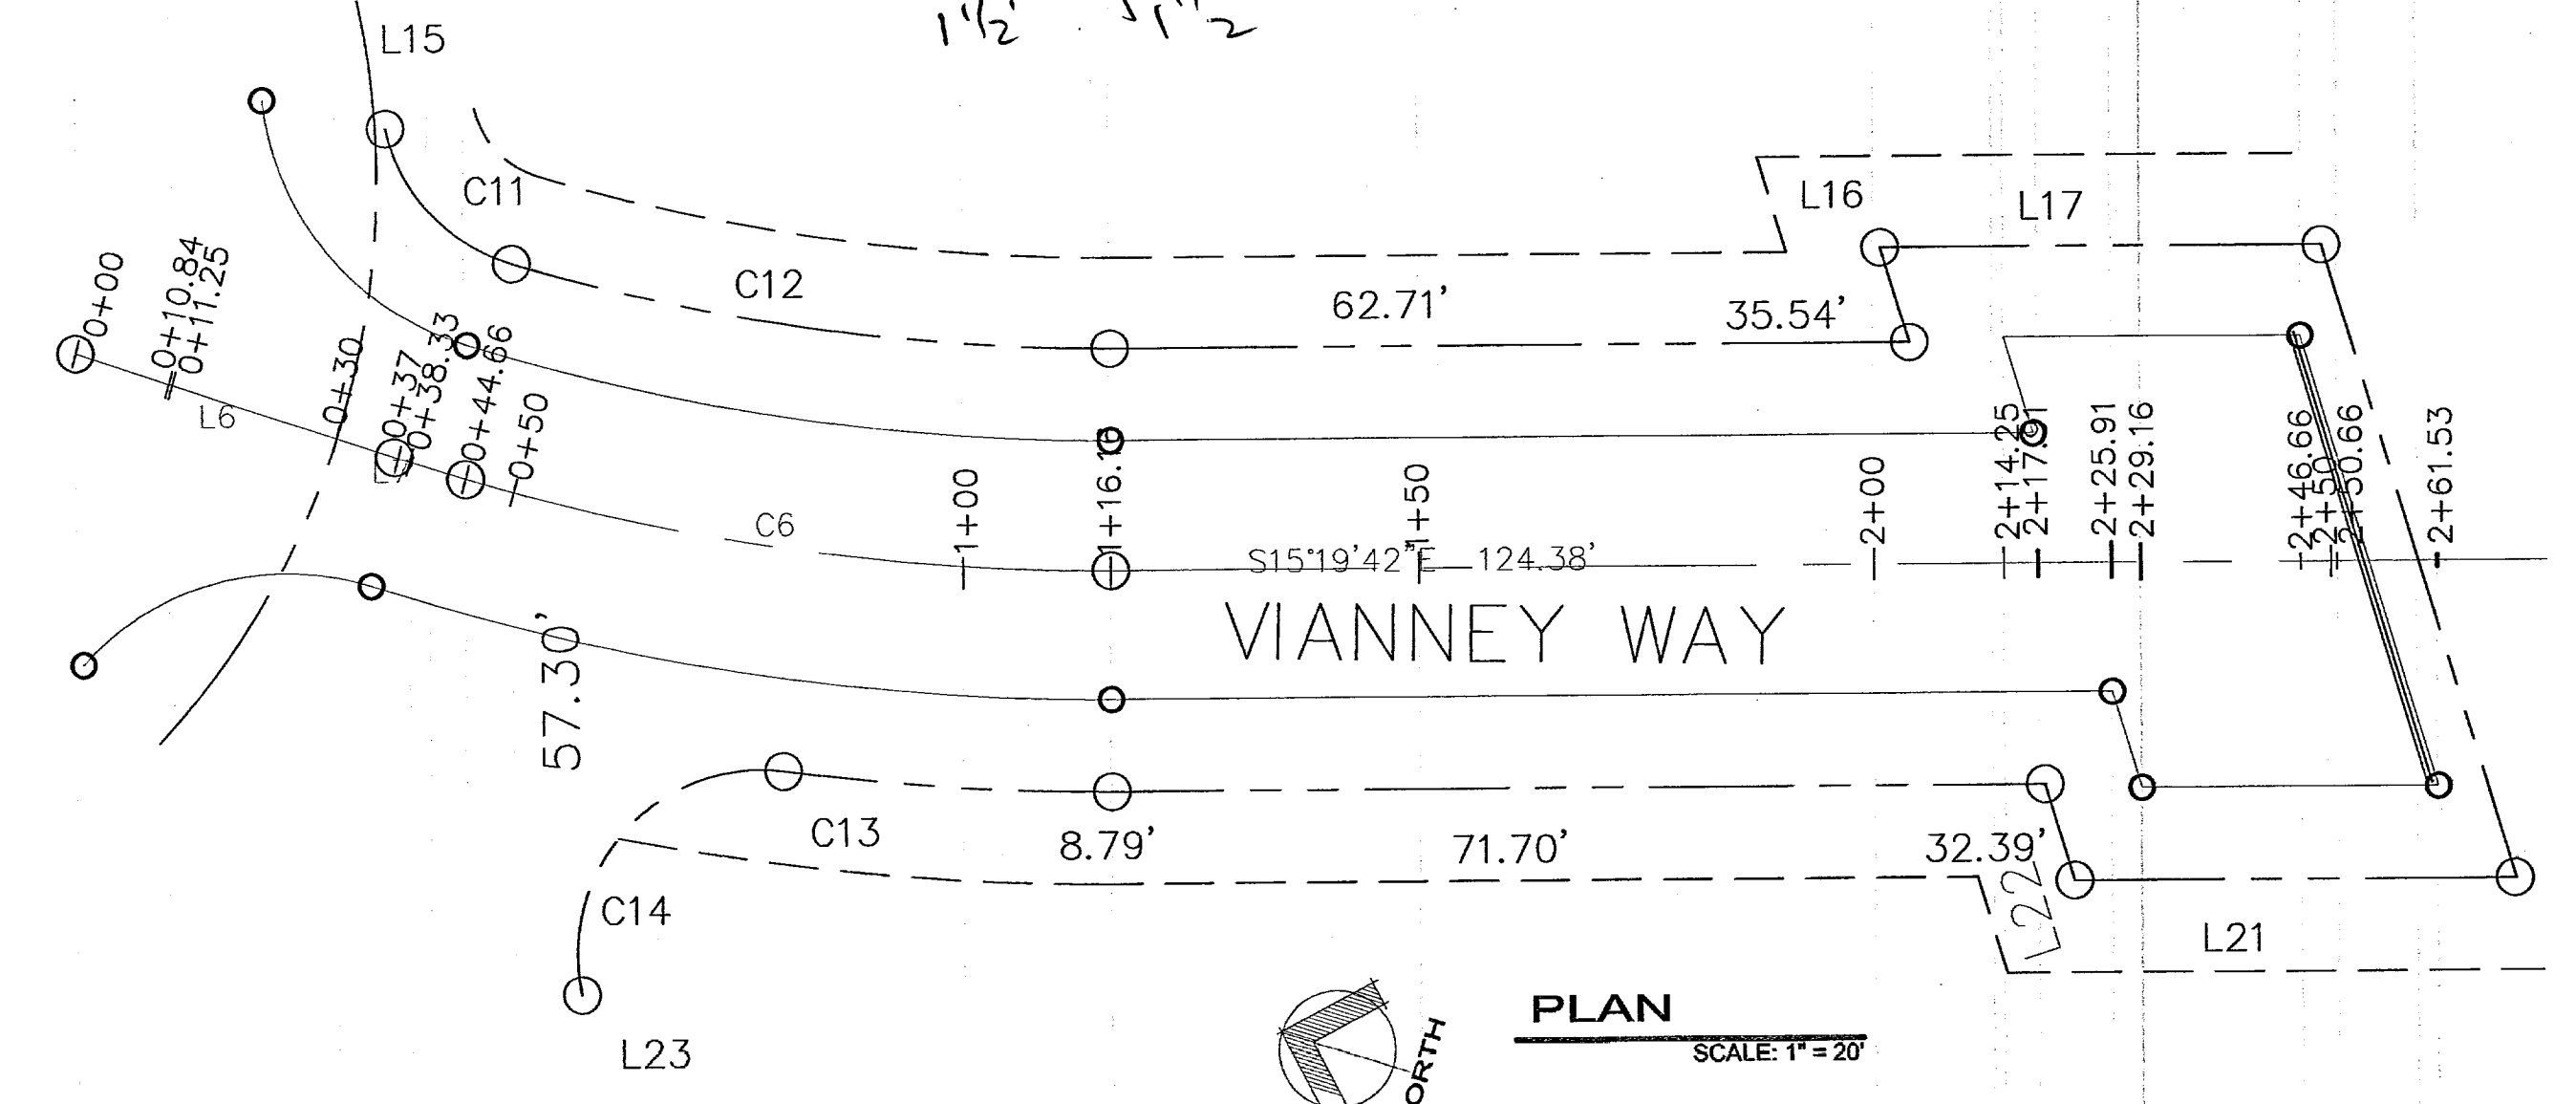 1½' 1½
L15
C11
L16
L17
0+00
0+10.84
0+11.25
C12
62.71'
35.54'
0+30
0+37
0+38.33
0+44.66
0+50
L6
C6
1+00
1+50
2+00
2+14.25
2+25.91
2+29.16
2+46.66
2+50
2+50.66
2+61.53
S15°19'42"E 124.38'
VIANNEY WAY
57.30'
C13
8.79'
71.70'
32.39'
L22
C14
L21
L23
PLAN
SCALE: 1" = 20'